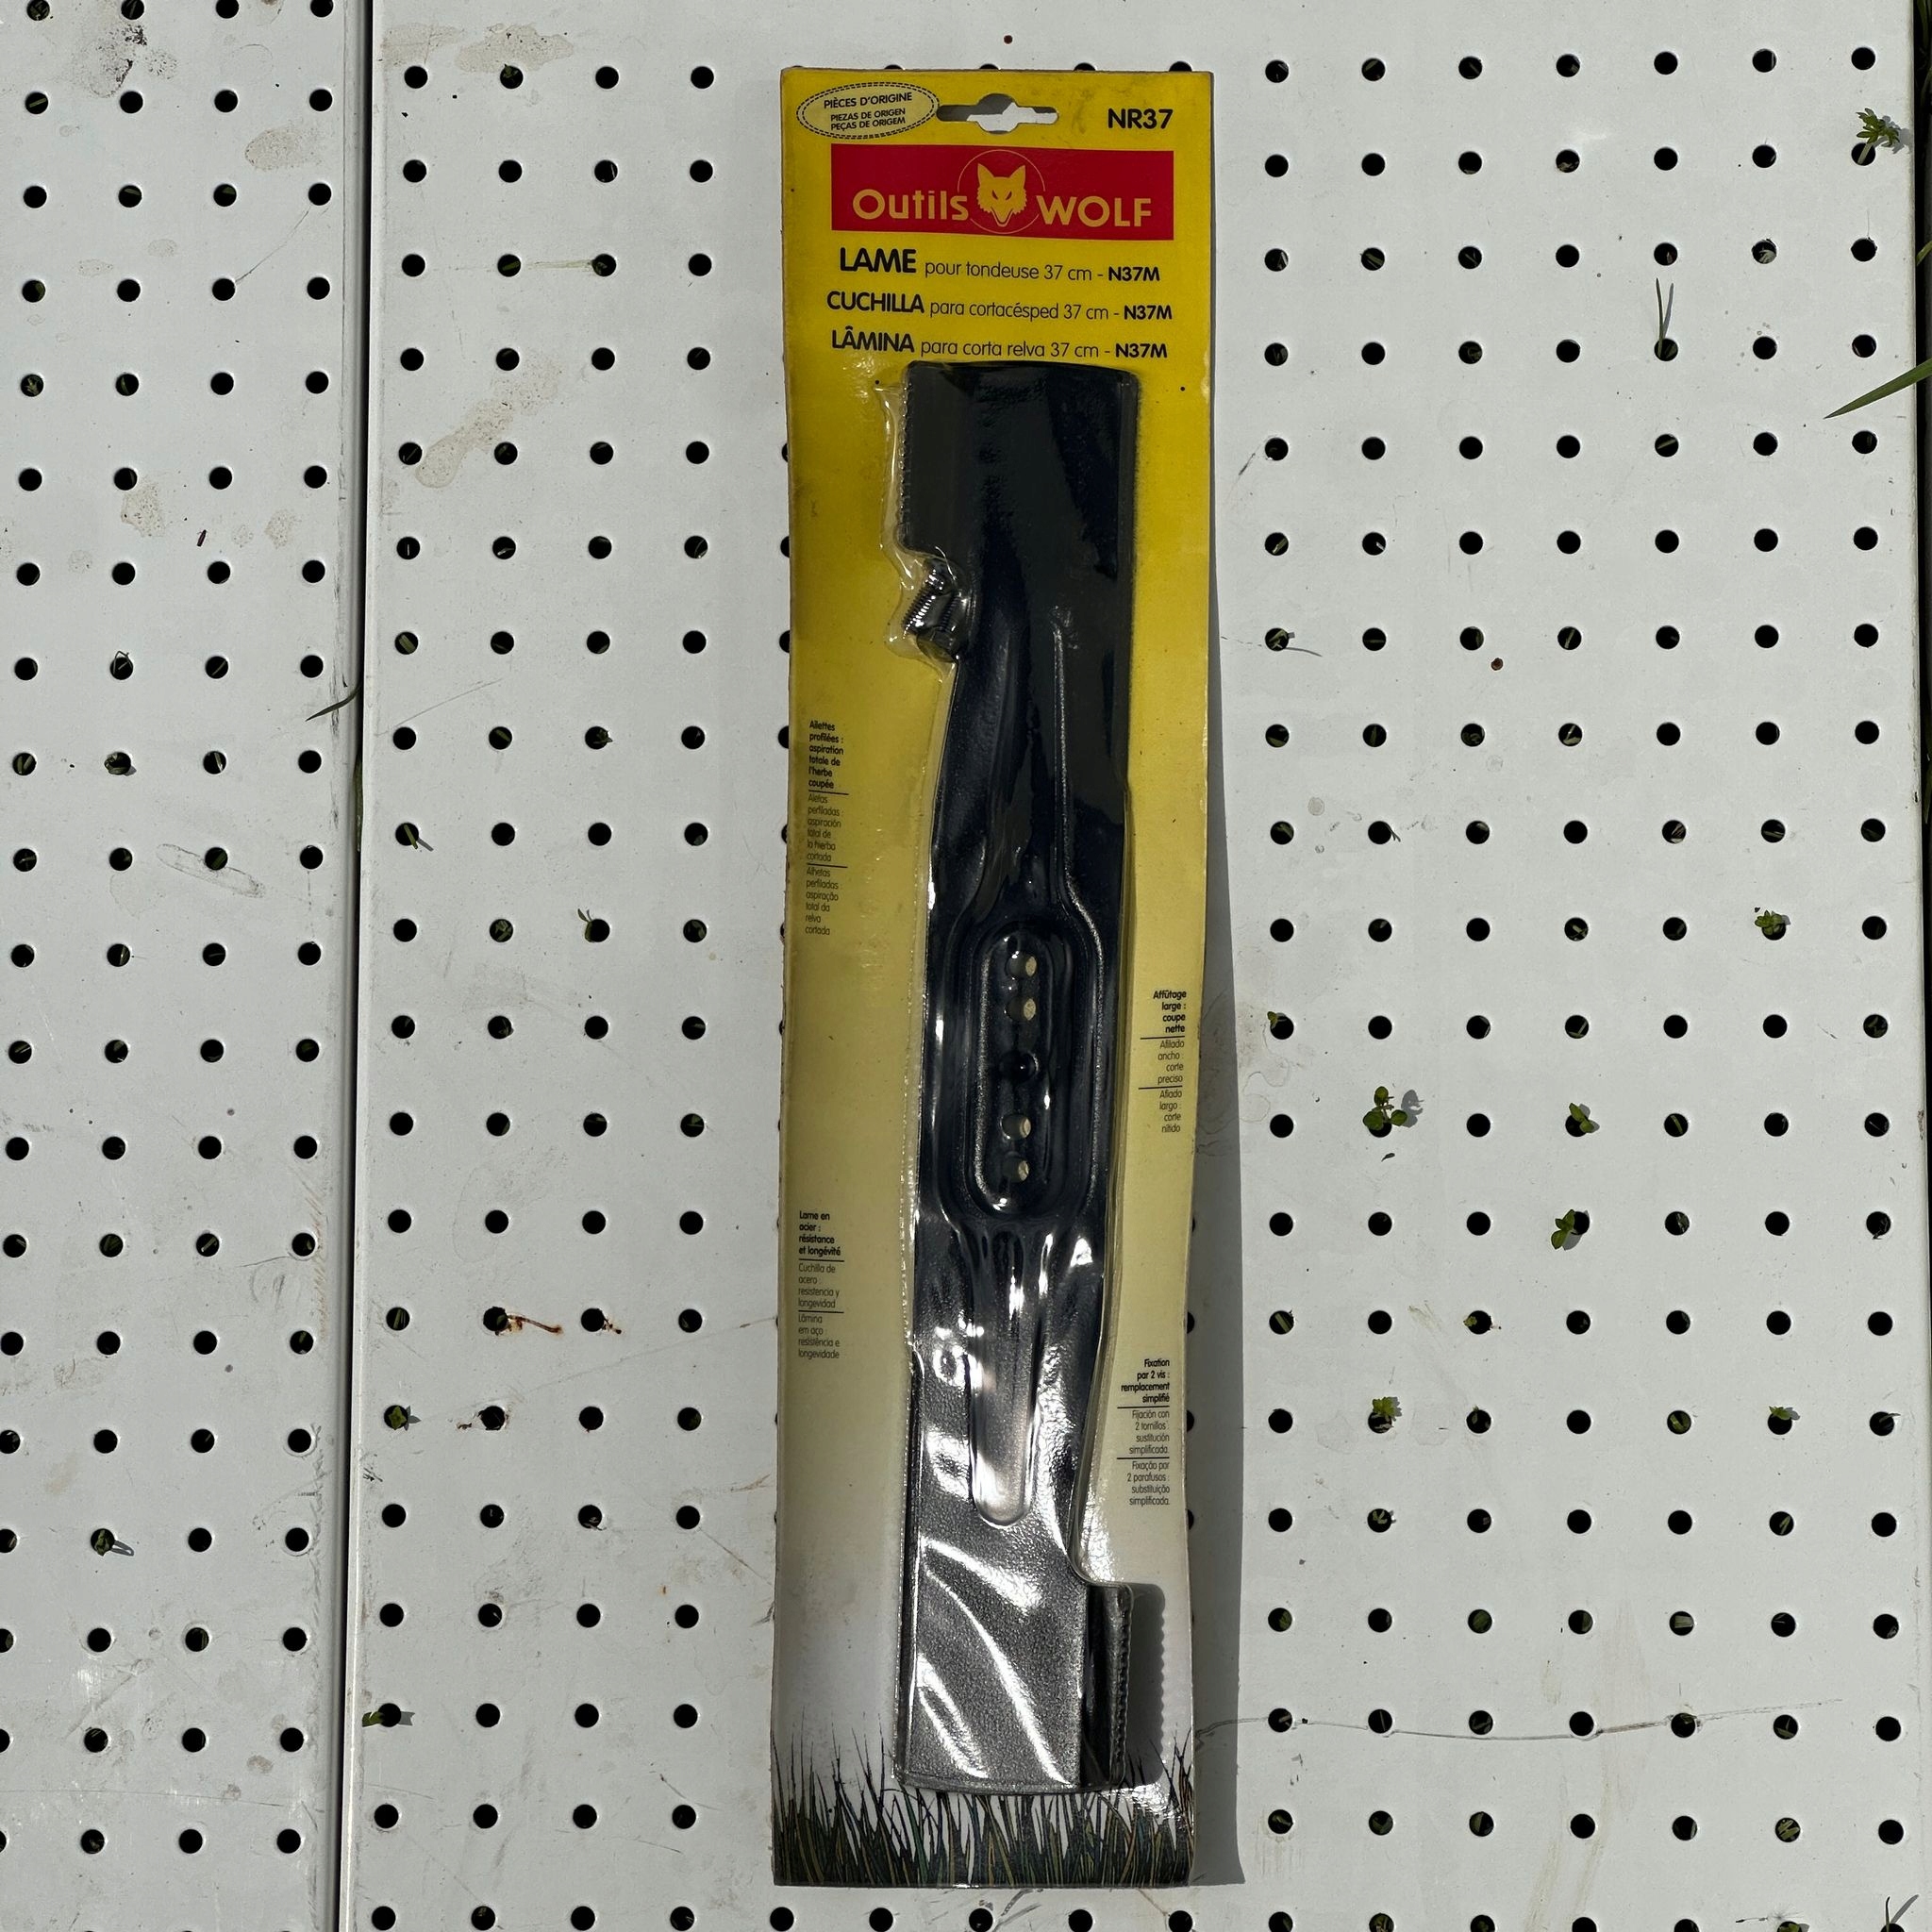 PIÈCES D'ORIGINE
PIEZAS DE ORIGEN
PEÇAS DE ORIGEM
NR37
Outils WOLF
LAME pour tondeuse 37 cm - N37M
CUCHILLA para cortacésped 37 cm - N37M
LÂMINA para corta relva 37 cm - N37M
Ailettes
profilées :
aspiration
totale de
l'herbe
coupée
Aletas
perfiladas :
aspiración
total de
la hierba
cortada
Alhetas
perfiladas
aspiração
total da
relva
cortada
Affûtage
large :
coupe
nette
Afilado
ancho :
corte
preciso
Afiado
largo :
corte
nítido
Lame en
acier :
résistance
et longévité
Cuchilla de
acero :
resistencia y
longevidad
Lâmina
em aço
resistência e
longevidade
Fixation
par 2 vis :
remplacement
simplifié
Fijación con
2 tornillos :
sustitución
simplificada.
Fixação por
2 parafusos :
substituição
simplificada.